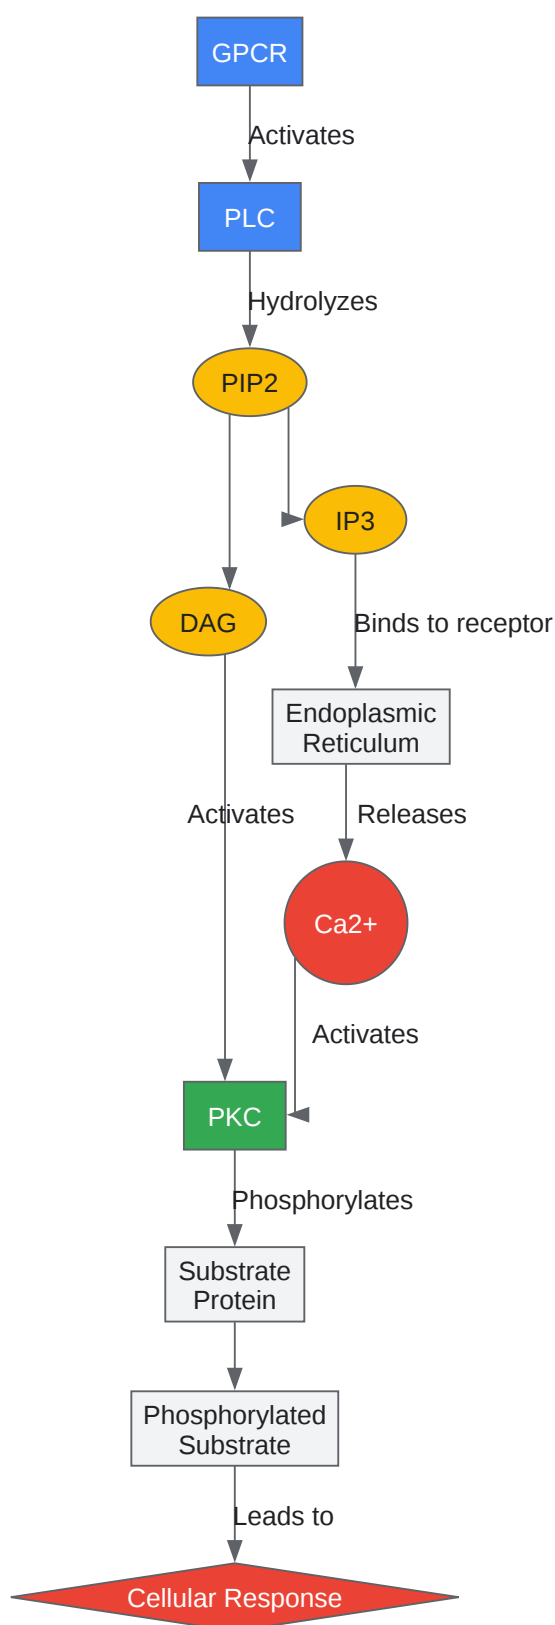 GPCR
Activates
PLC
Hydrolyzes
PIP2
IP3
DAG
Binds to receptor
Endoplasmic
Reticulum
Activates
Releases
Ca2+
Activates
PKC
Phosphorylates
Substrate
Protein
Phosphorylated
Substrate
Leads to
Cellular Response